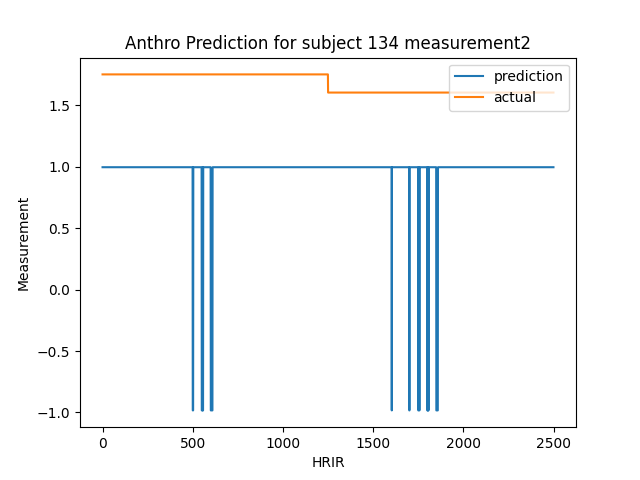 Anthro Prediction for subject 134 measurement2
prediction
actual
Measurement
1.5
1.0
0.5
0.0
−0.5
−1.0
0 500 1000 1500 2000 2500
HRIR